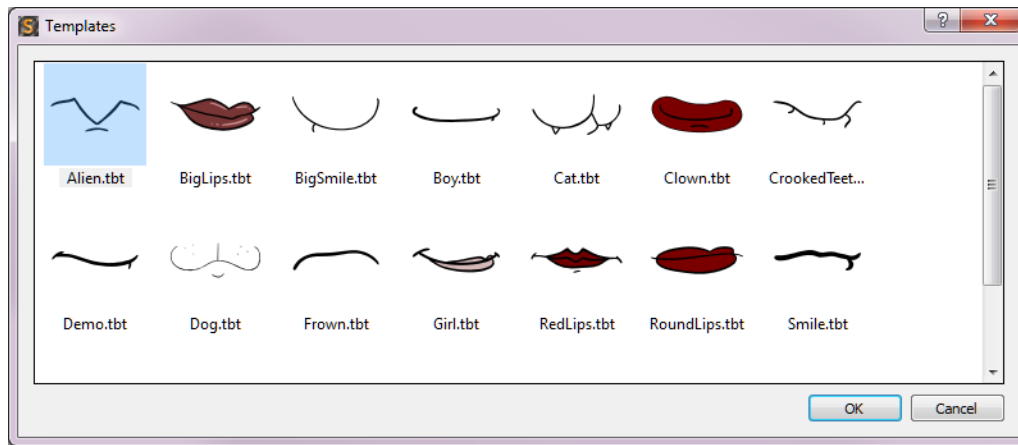 Templates
Alien.tbt BigLips.tbt BigSmile.tbt Boy.tbt Cat.tbt Clown.tbt CrookedTeet...
Demo.tbt Dog.tbt Frown.tbt Girl.tbt RedLips.tbt RoundLips.tbt Smile.tbt
OK Cancel